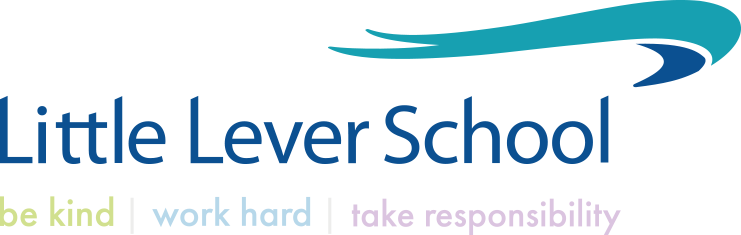 Little Lever School
be kind | work hard | take responsibility